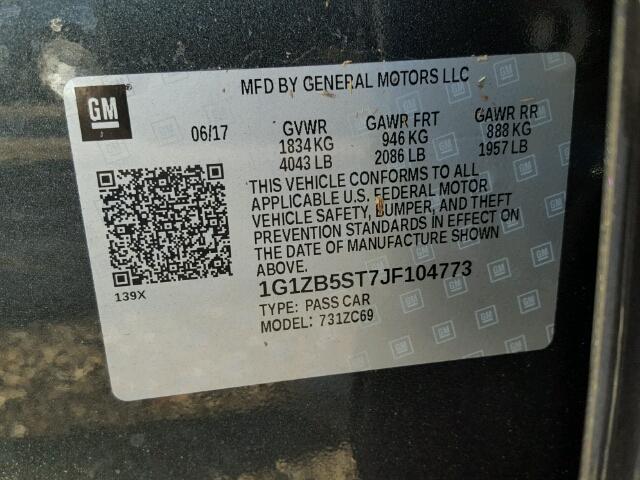 MFD BY GENERAL MOTORS LLC
GM
06/17 GVWR GAWR FRT GAWR RR
1834 KG 946 KG 888 KG
4043 LB 2086 LB 1957 LB
THIS VEHICLE CONFORMS TO ALL
APPLICABLE U.S. FEDERAL MOTOR
VEHICLE SAFETY, BUMPER, AND THEFT
PREVENTION STANDARDS IN EFFECT ON
THE DATE OF MANUFACTURE SHOWN
ABOVE.
139X
1G1ZB5ST7JF104773
TYPE: PASS CAR
MODEL: 731ZC69